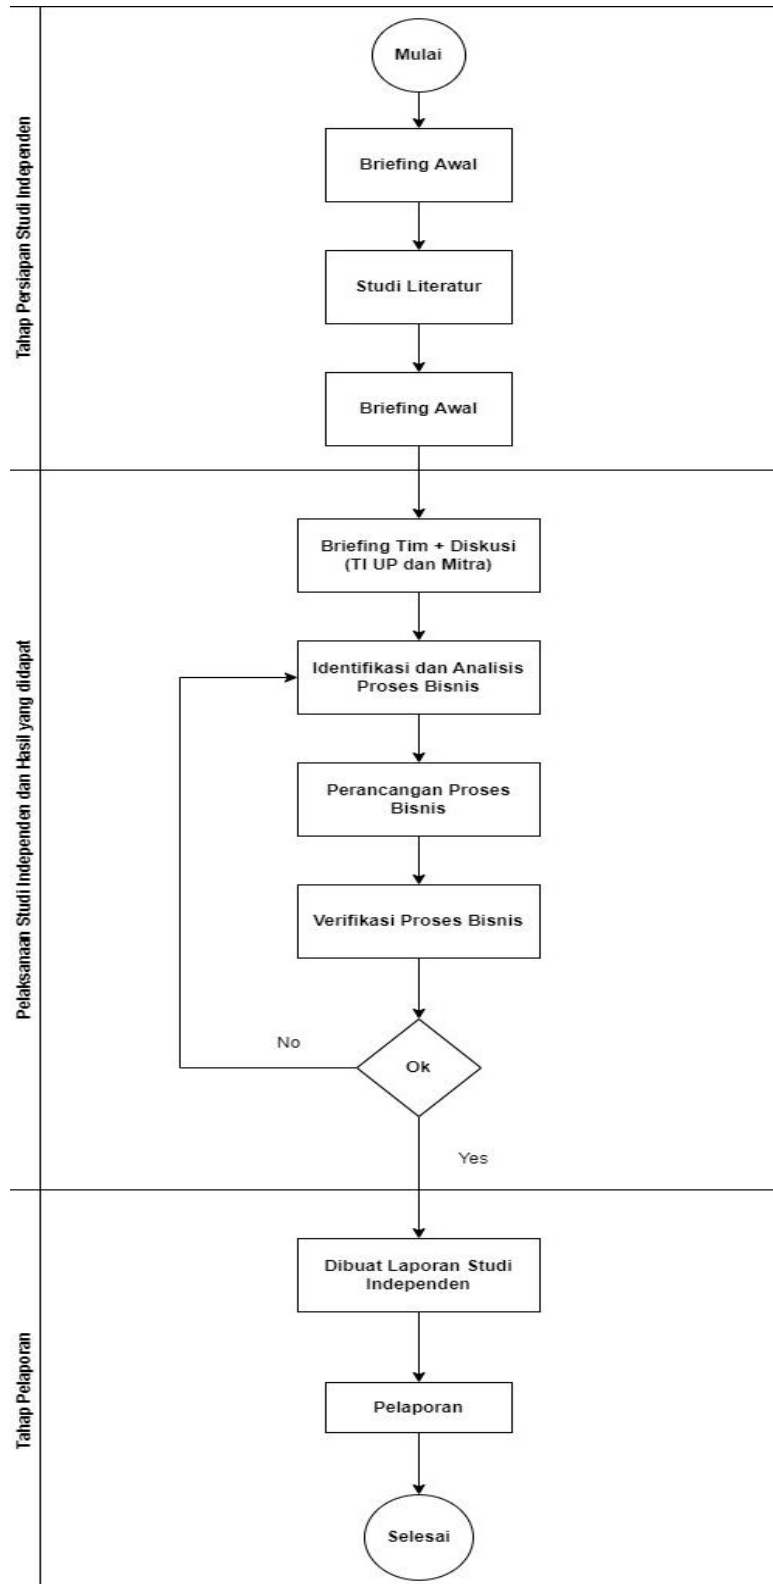 Tahap Persiapan Studi Independen
Mulai
Briefing Awal
Studi Literatur
Briefing Awal
Pelaksanaan Studi Independen dan Hasil yang didapat
Briefing Tim + Diskusi
(TI UP dan Mitra)
Identifikasi dan Analisis
Proses Bisnis
Perancangan Proses
Bisnis
Verifikasi Proses Bisnis
No
Ok
Yes
Tahap Pelaporan
Dibuat Laporan Studi
Independen
Pelaporan
Selesai